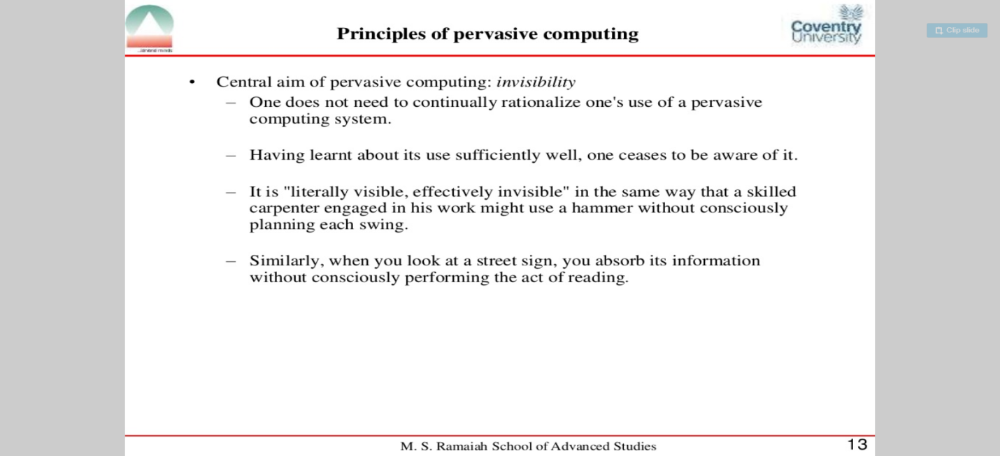 Principles of pervasive computing
Coventry
University
Clip slide
• Central aim of pervasive computing: invisibility
– One does not need to continually rationalize one's use of a pervasive
computing system.
– Having learnt about its use sufficiently well, one ceases to be aware of it.
– It is "literally visible, effectively invisible" in the same way that a skilled
carpenter engaged in his work might use a hammer without consciously
planning each swing.
– Similarly, when you look at a street sign, you absorb its information
without consciously performing the act of reading.
M. S. Ramaiah School of Advanced Studies
13